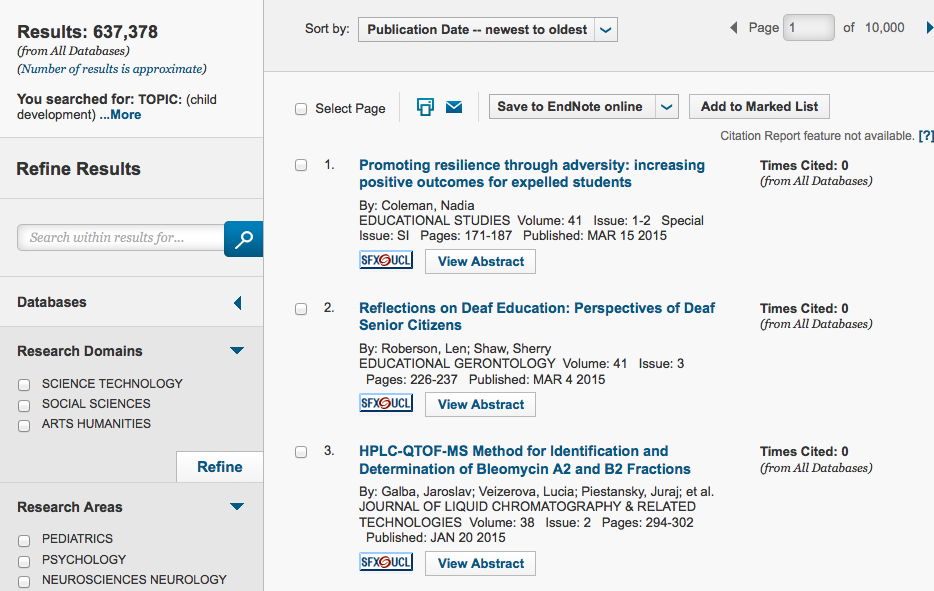 Results: 637,378
(from All Databases)
(Number of results is approximate)
You searched for: TOPIC: (child
development) ...More
Refine Results
Search within results for...
Databases
Research Domains
SCIENCE TECHNOLOGY
SOCIAL SCIENCES
ARTS HUMANITIES
Refine
Research Areas
PEDIATRICS
PSYCHOLOGY
NEUROSCIENCES NEUROLOGY
Sort by: Publication Date -- newest to oldest
Page 1 of 10,000
Select Page
Save to EndNote online
Add to Marked List
Citation Report feature not available. [?]
1. Promoting resilience through adversity: increasing
positive outcomes for expelled students
By: Coleman, Nadia
EDUCATIONAL STUDIES Volume: 41 Issue: 1-2 Special
Issue: SI Pages: 171-187 Published: MAR 15 2015
SFX UCL View Abstract
Times Cited: 0
(from All Databases)
2. Reflections on Deaf Education: Perspectives of Deaf
Senior Citizens
By: Roberson, Len; Shaw, Sherry
EDUCATIONAL GERONTOLOGY Volume: 41 Issue: 3
Pages: 226-237 Published: MAR 4 2015
SFX UCL View Abstract
Times Cited: 0
(from All Databases)
3. HPLC-QTOF-MS Method for Identification and
Determination of Bleomycin A2 and B2 Fractions
By: Galba, Jaroslav; Veizerova, Lucia; Piestansky, Juraj; et al.
JOURNAL OF LIQUID CHROMATOGRAPHY & RELATED
TECHNOLOGIES Volume: 38 Issue: 2 Pages: 294-302
Published: JAN 20 2015
SFX UCL View Abstract
Times Cited: 0
(from All Databases)